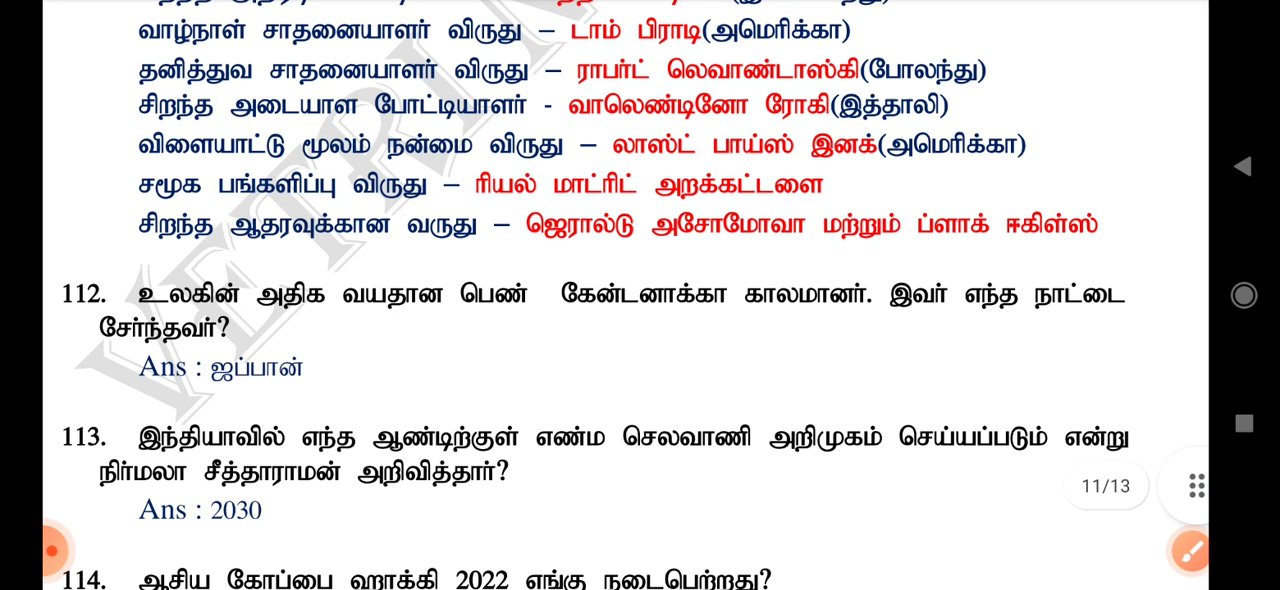 வாழ்நாள் சாதனையாளர் விருது – டாம் பிராடி(அமெரிக்கா)
தனித்துவ சாதனையாளர் விருது – ராபர்ட் லெவாண்டாஸ்கி(போலந்து)
சிறந்த அடையாள போட்டியாளர் - வாலெண்டினோ ரோகி(இத்தாலி)
விளையாட்டு மூலம் நன்மை விருது – லாஸ்ட் பாய்ஸ் இனக்(அமெரிக்கா)
சமூக பங்களிப்பு விருது – ரியல் மாட்ரிட் அறக்கட்டளை
சிறந்த ஆதரவுக்கான வருது – ஜெரால்டு அசோமோவா மற்றும் ப்ளாக் ஈகிள்ஸ்
112. உலகின் அதிக வயதான பெண் கேன்டனாக்கா காலமானர். இவர் எந்த நாட்டை
சேர்ந்தவர்?
Ans : ஜப்பான்
113. இந்தியாவில் எந்த ஆண்டிற்குள் எண்ம செலவாணி அறிமுகம் செய்யப்படும் என்று
நிர்மலா சீத்தாராமன் அறிவித்தார்?
Ans : 2030
11/13
114. ஆசிய கோப்பை ஹாக்கி 2022 எங்கு நடைபெற்றது?
VETRI